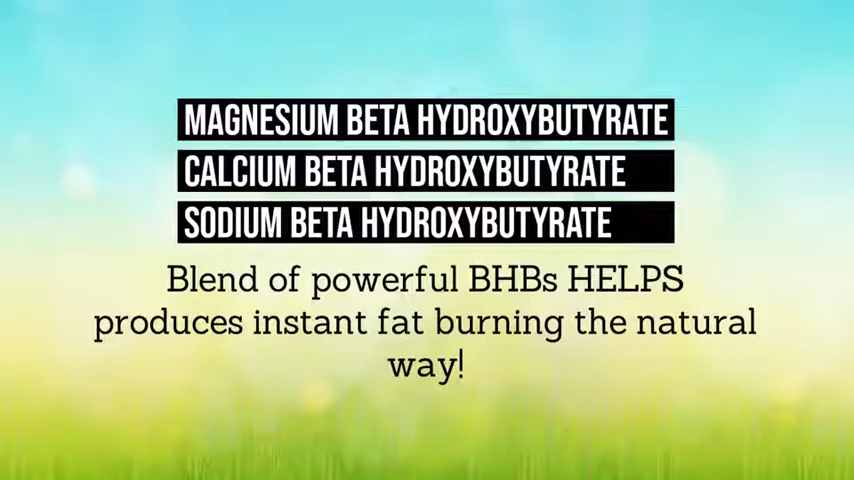 MAGNESIUM BETA HYDROXYBUTYRATE
CALCIUM BETA HYDROXYBUTYRATE
SODIUM BETA HYDROXYBUTYRATE
Blend of powerful BHBs HELPS
produces instant fat burning the natural
way!